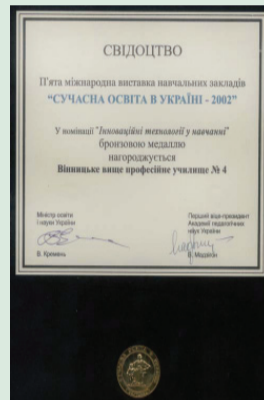 СВІДОЦТВО
П'ята міжнародна виставка навчальних закладів
“СУЧАСНА ОСВІТА В УКРАЇНІ - 2002”
У номінації "Інноваційні технології у навчанні"
бронзовою медаллю
нагороджується
Вінницьке вище професійне училище № 4
Міністр освіти
і науки України
В. Кремень
Перший віце-президент
Академії педагогічних
наук України
В. Мадзігон